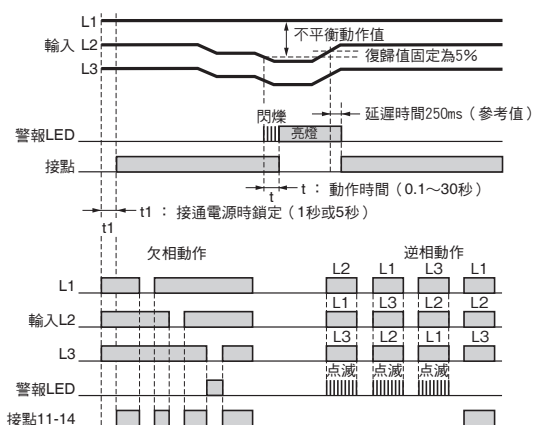 L1
不平衡動作值
輸入 L2
復歸值固定為5%
L3
延遲時間250ms（參考值）
閃爍
警報LED
亮燈
接點
t
t ： 動作時間（0.1～30秒）
t1 ： 接通電源時鎖定（1秒或5秒）
t1
欠相動作
逆相動作
L2 L1 L3 L1
L1
L1 L3 L2 L2
輸入L2
L3 L2 L1 L3
L3
点滅 点滅 点滅
警報LED
接點11-14